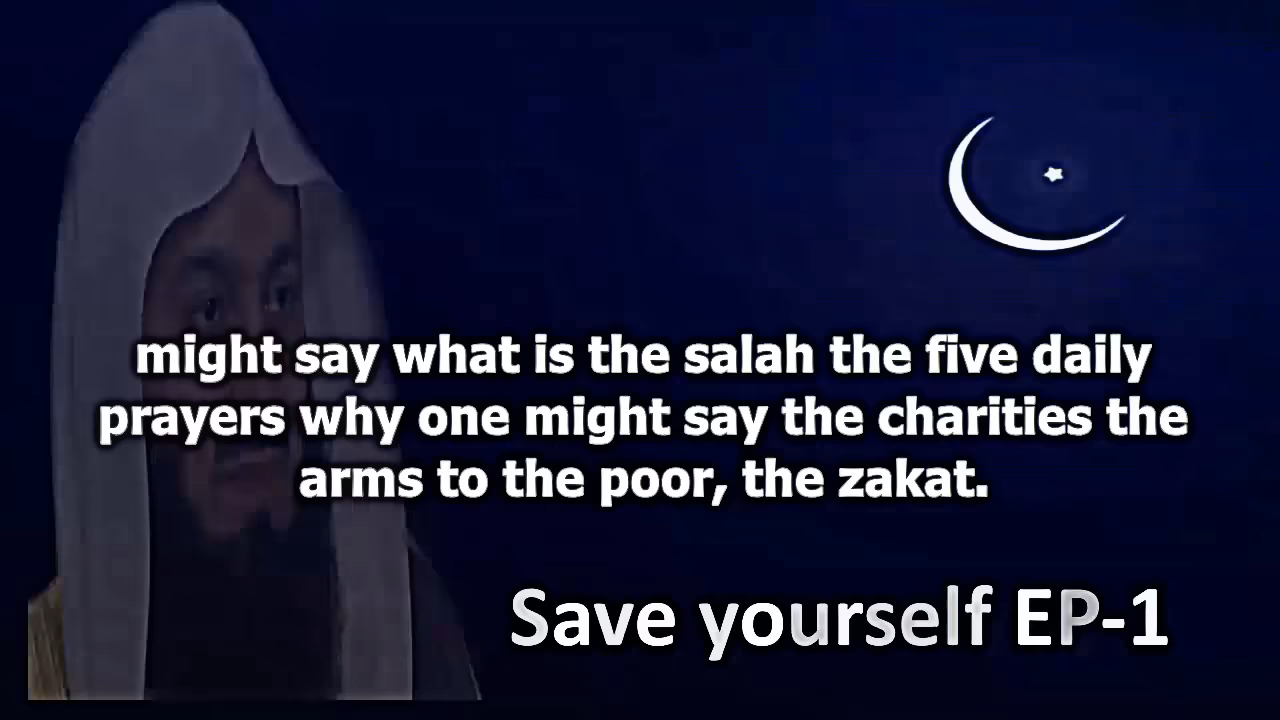 might say what is the salah the five daily
prayers why one might say the charities the
arms to the poor, the zakat.
Save yourself EP-1